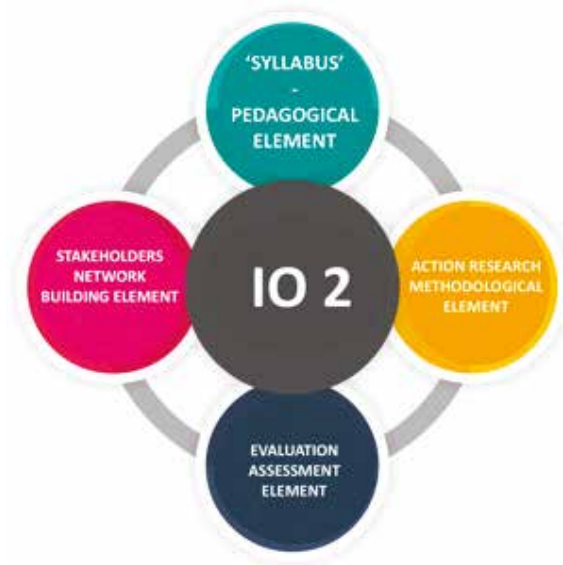 ‘SYLLABUS’
-
PEDAGOGICAL
ELEMENT
STAKEHOLDERS
NETWORK
BUILDING ELEMENT
IO 2
ACTION RESEARCH
METHODOLOGICAL
ELEMENT
EVALUATION
ASSESSMENT
ELEMENT